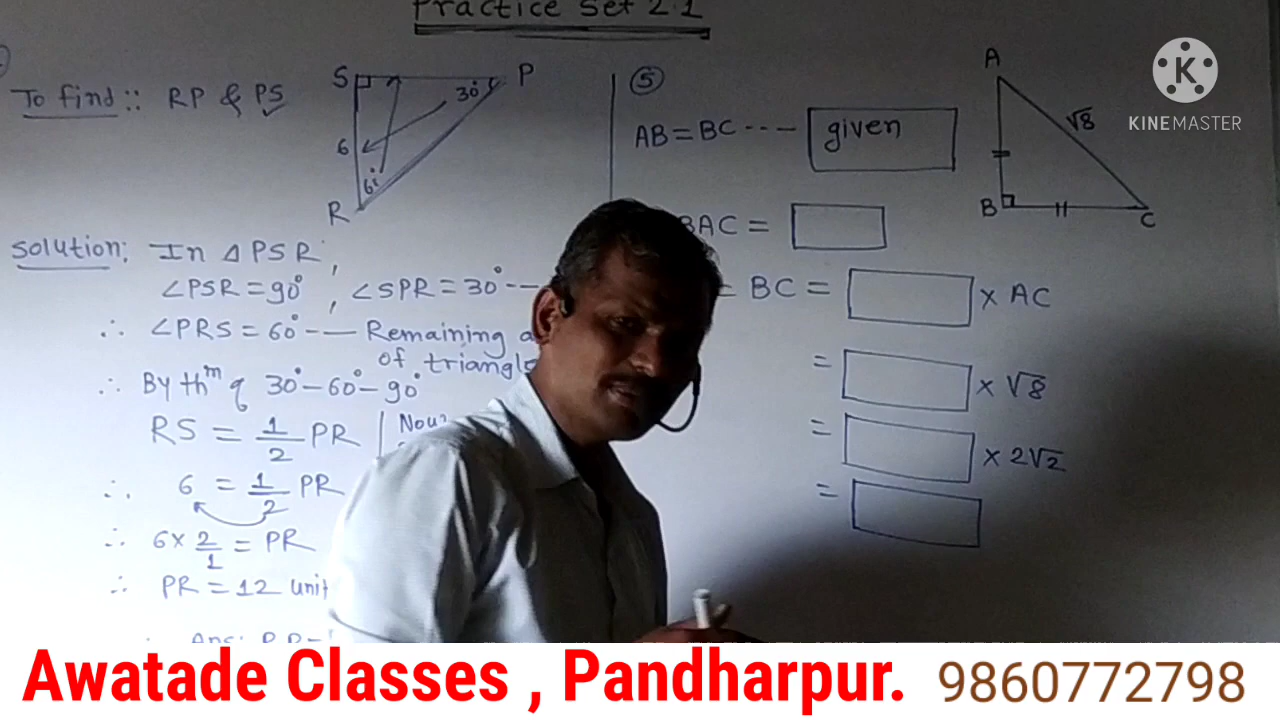 Practice Set 2.1
To find:: RP & PS
S
P
30°
6
6°
R
Solution; In △PSR,
∠PSR = 90°, ∠SPR = 30° --
∴ ∠PRS = 60° -- Remaining
of triangle
∴ By thm of 30°-60°-90°
RS = 1/2 PR
Now
∴ 6 = 1/2 PR
∴ 6 × 2/1 = PR
∴ PR = 12 unit
5
AB = BC --- given
BAC =
= BC = × AC
= × √8
= × 2√2
=
A
√8
B
C
K
KINEMASTER
Awatade Classes , Pandharpur. 9860772798